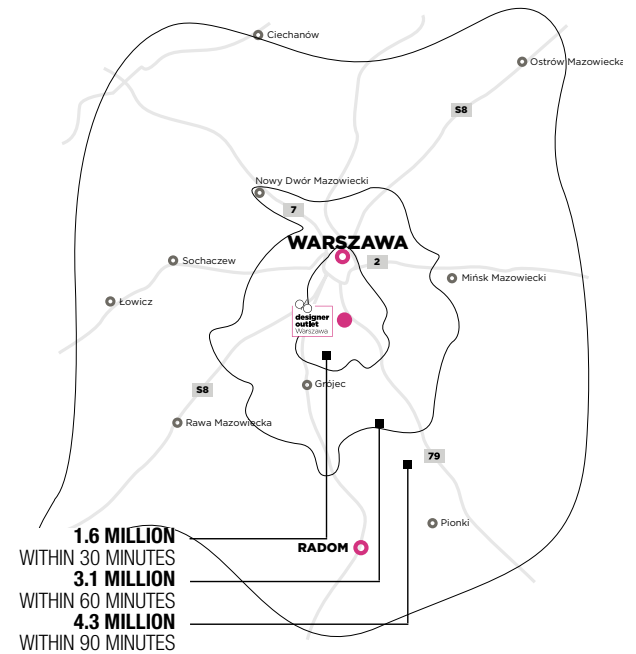 Ciechanów
Ostrów Mazowiecka
S8
Nowy Dwór Mazowiecki
7
WARSZAWA
2
Sochaczew
Mińsk Mazowiecki
Łowicz
designer
outlet
Warszawa
Grójec
S8
Rawa Mazowiecka
79
Pionki
1.6 MILLION
WITHIN 30 MINUTES
RADOM
3.1 MILLION
WITHIN 60 MINUTES
4.3 MILLION
WITHIN 90 MINUTES